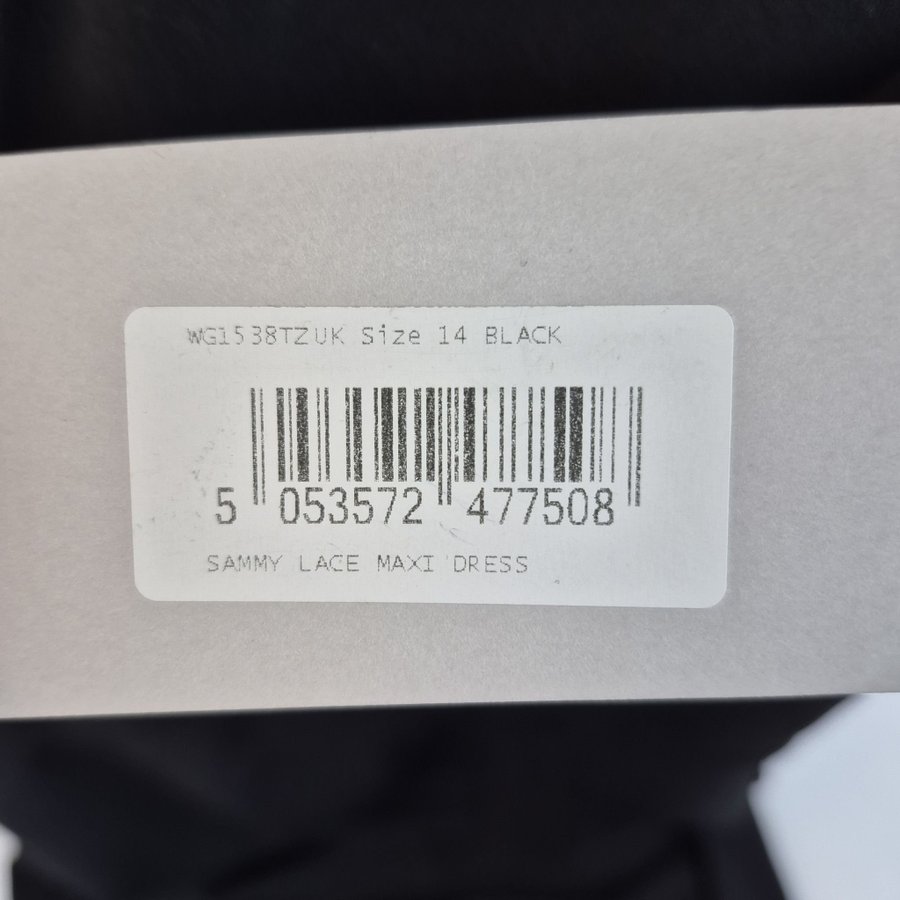 WG1538TZUK Size 14 BLACK
5 053572 477508
SAMMY LACE MAXI DRESS